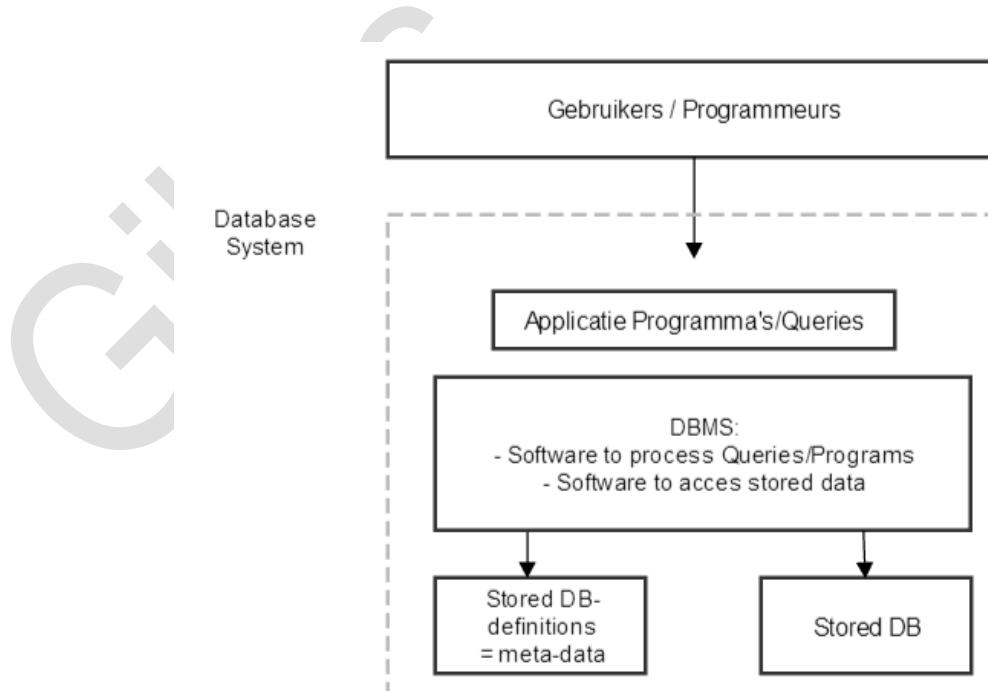 Gebruikers / Programmeurs
Database
System
Applicatie Programma's/Queries
DBMS:
- Software to process Queries/Programs
- Software to acces stored data
Stored DB-
definitions
= meta-data
Stored DB